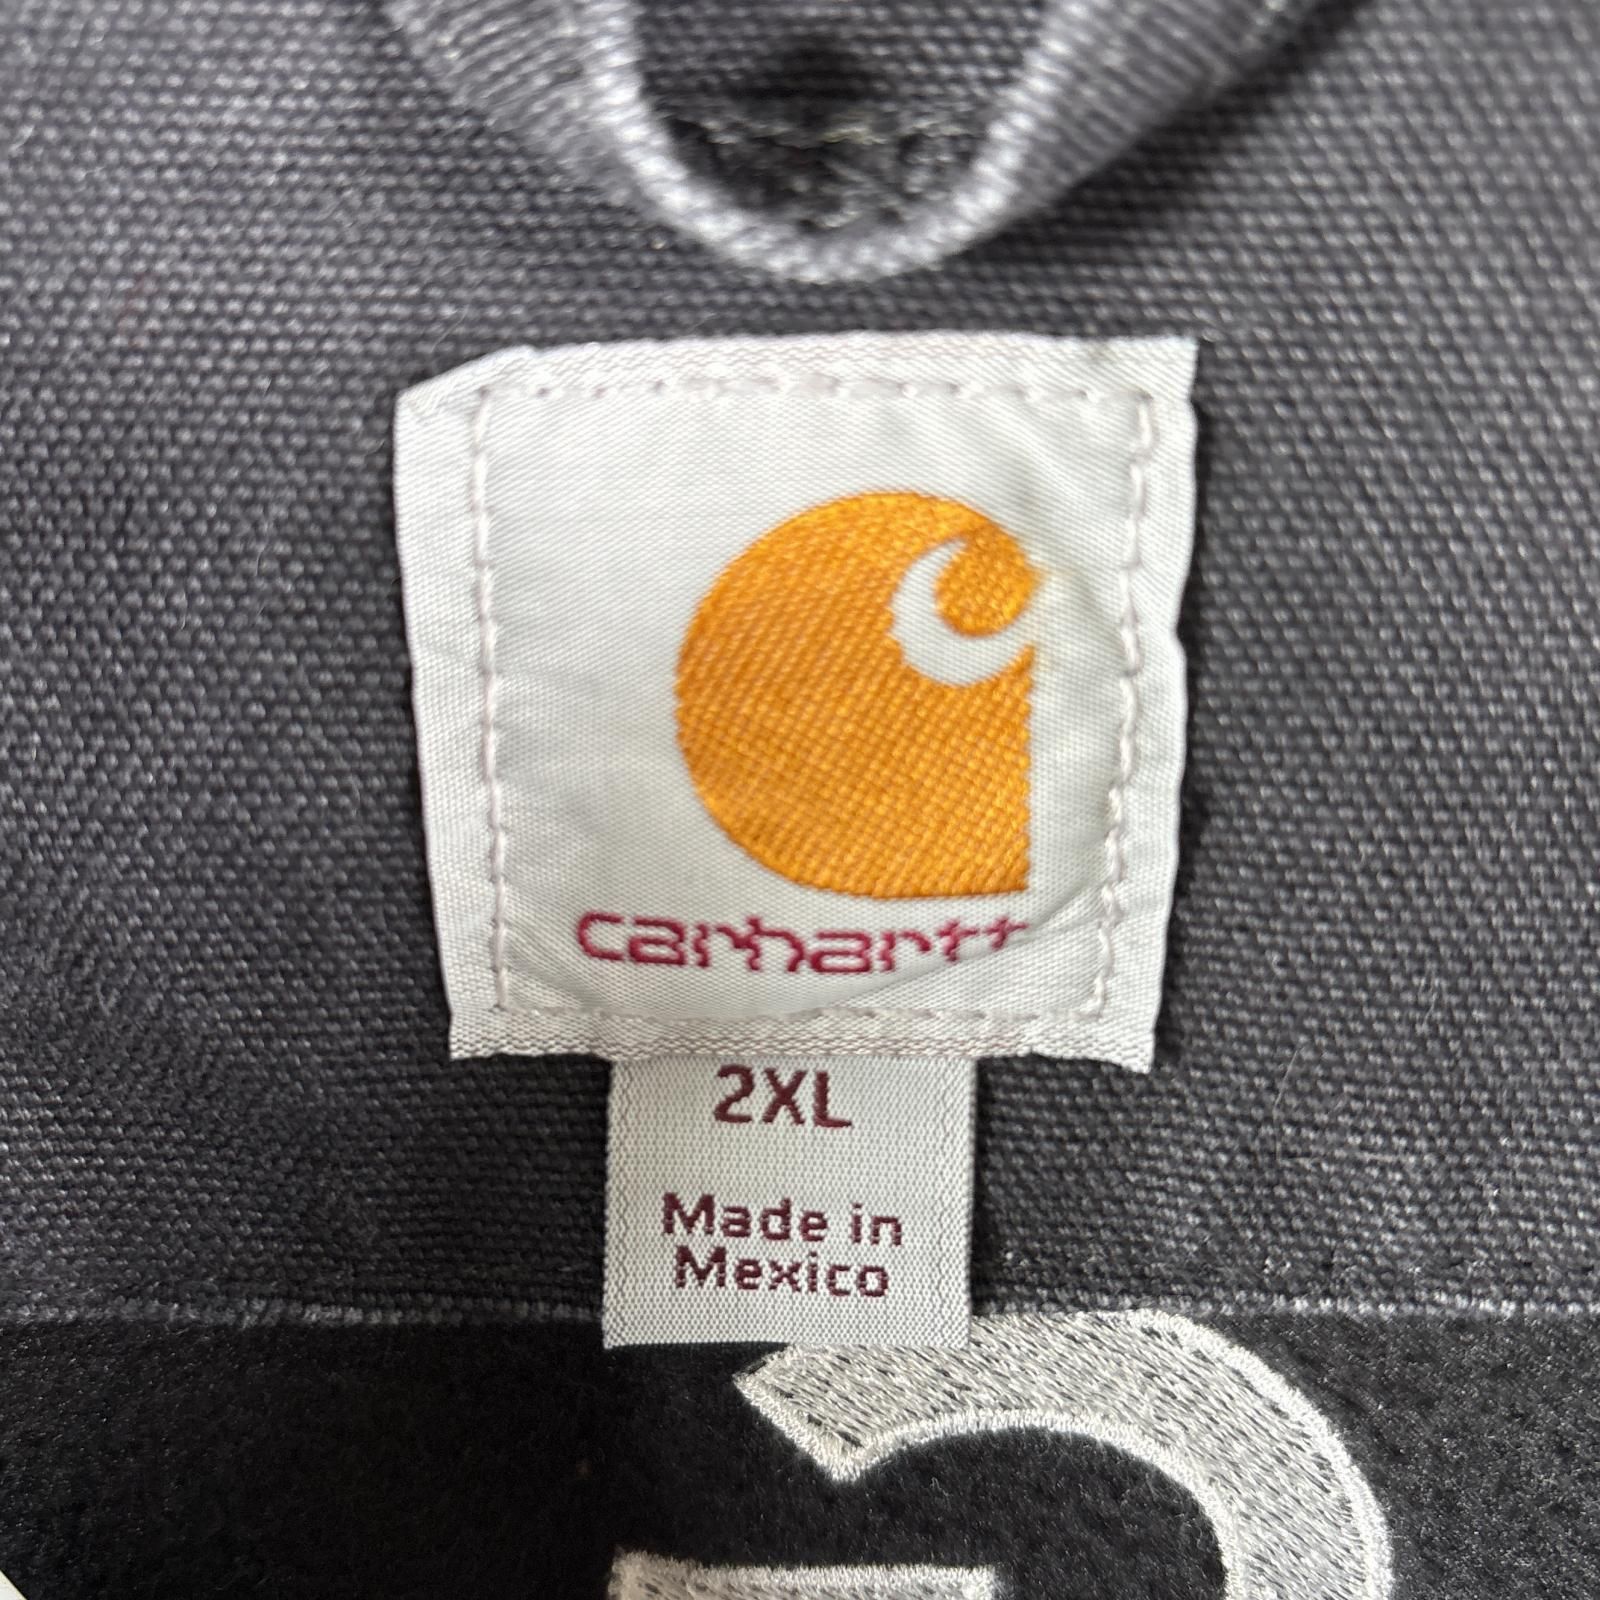 carhartt
2XL
Made in
Mexico